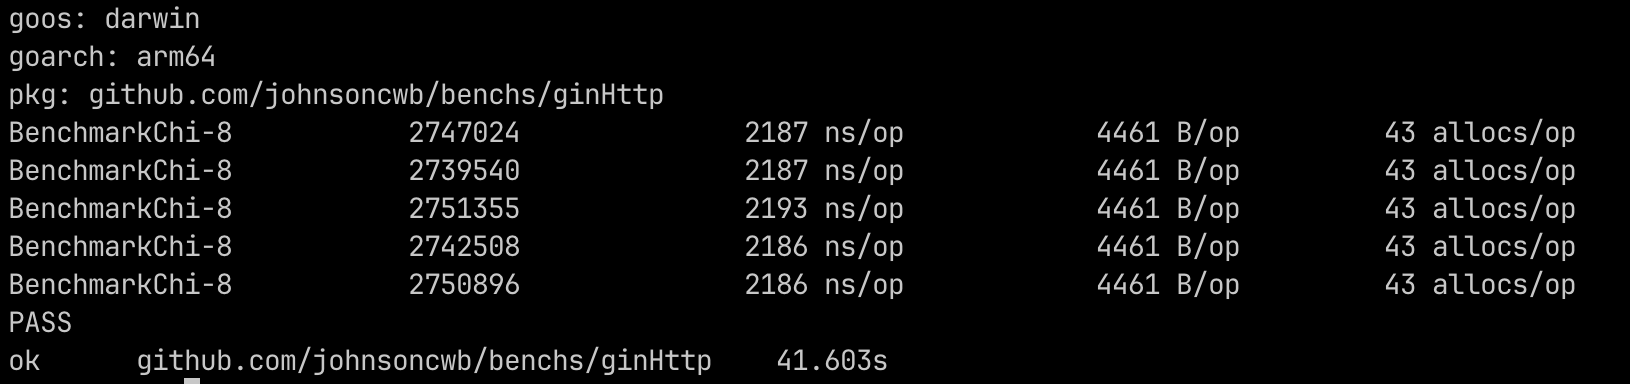 goos: darwin
goarch: arm64
pkg: github.com/johnsoncwb/benchs/ginHttp
BenchmarkChi-8 2747024 2187 ns/op 4461 B/op 43 allocs/op
BenchmarkChi-8 2739540 2187 ns/op 4461 B/op 43 allocs/op
BenchmarkChi-8 2751355 2193 ns/op 4461 B/op 43 allocs/op
BenchmarkChi-8 2742508 2186 ns/op 4461 B/op 43 allocs/op
BenchmarkChi-8 2750896 2186 ns/op 4461 B/op 43 allocs/op
PASS
ok github.com/johnsoncwb/benchs/ginHttp 41.603s